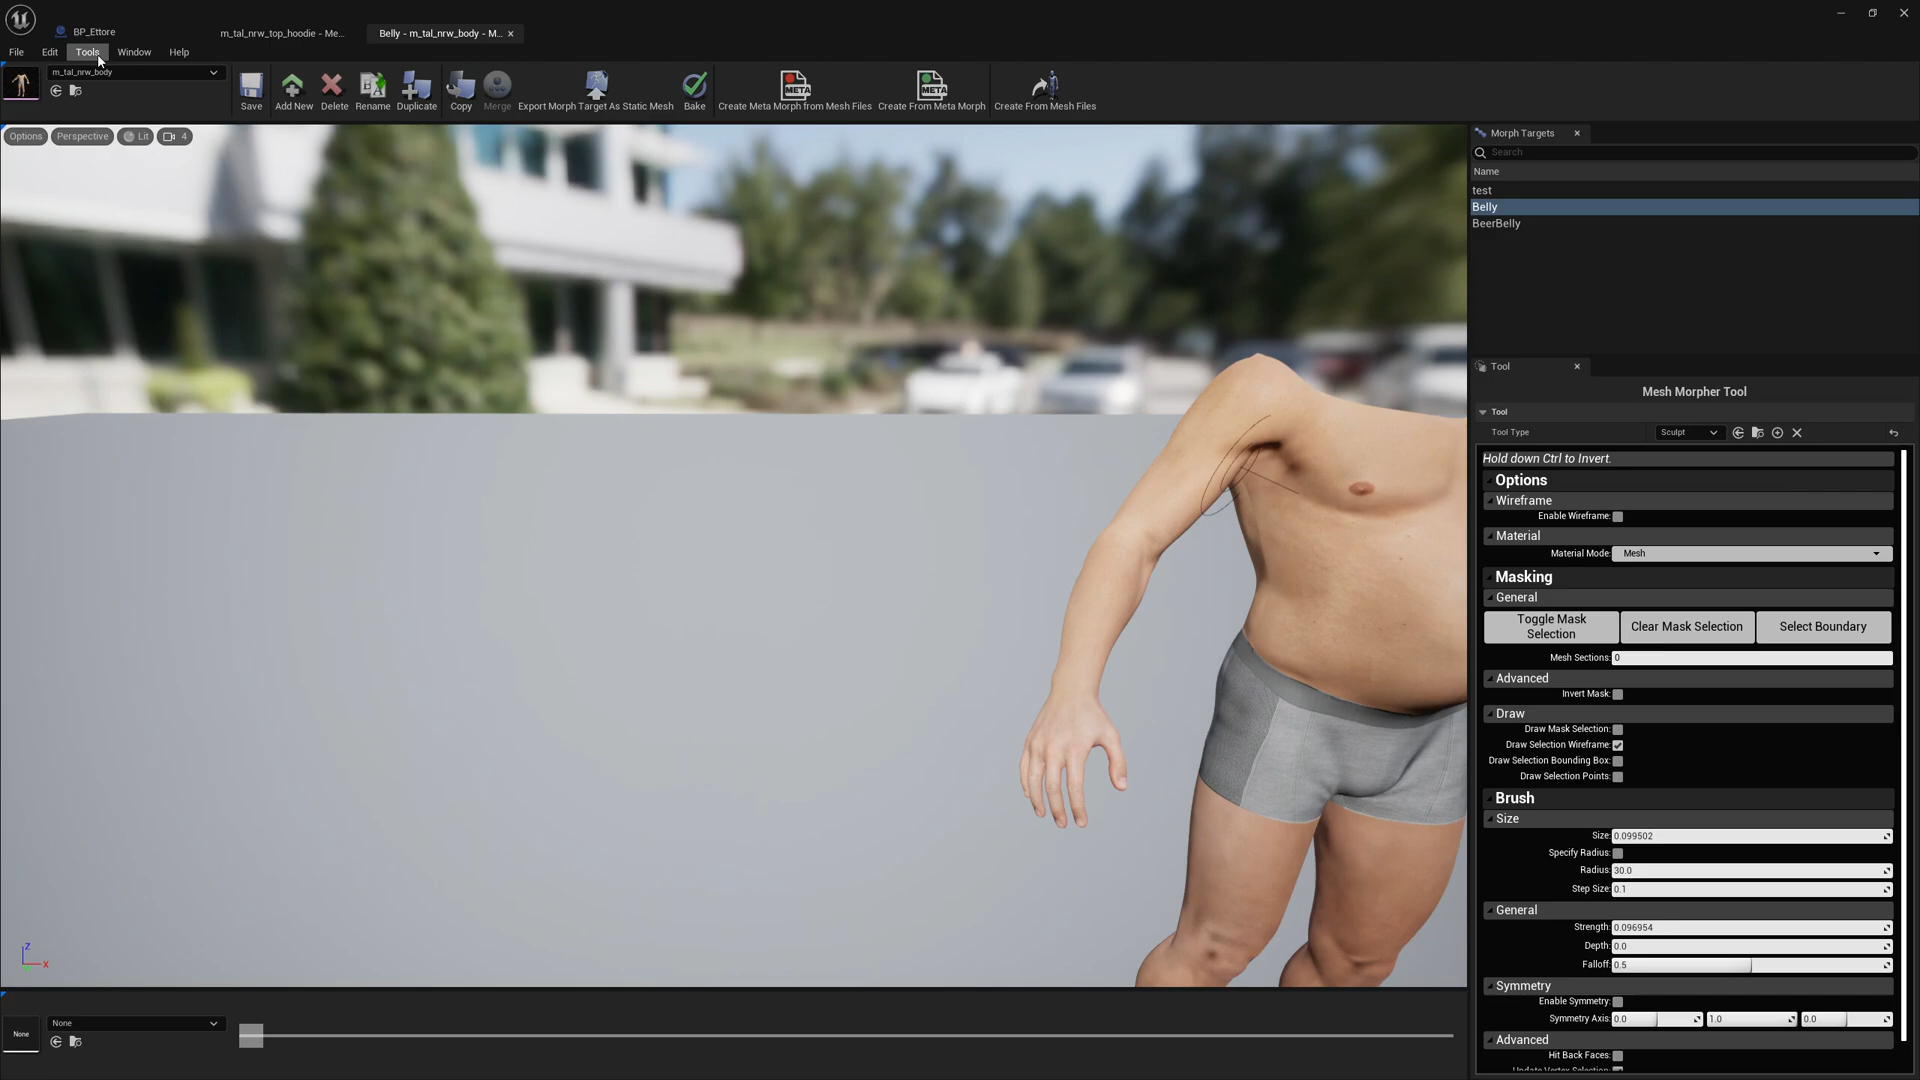 BP_Ettore
m_tal_nrw_top_hoodie - Me...
Belly - m_tal_nrw_body - M...
File Edit Tools Window Help
m_tal_nrw_body
Save
Add New
Delete
Rename
Duplicate
Copy
Merge
Export Morph Target As Static Mesh
Bake
META
Create Meta Morph from Mesh Files
META
Create From Meta Morph
Create From Mesh Files
Options
Perspective
Lit
4
Morph Targets
Search
Name
test
Belly
BeerBelly
Tool
Mesh Morpher Tool
Tool
Tool Type Sculpt
Hold down Ctrl to Invert.
Options
Wireframe
Enable Wireframe:
Material
Material Mode: Mesh
Masking
General
Toggle Mask
Selection
Clear Mask Selection
Select Boundary
Mesh Sections: 0
Advanced
Invert Mask:
Draw
Draw Mask Selection:
Draw Selection Wireframe:
Draw Selection Bounding Box:
Draw Selection Points:
Brush
Size
Size: 0.099502
Specify Radius:
Radius: 30.0
Step Size: 0.1
General
Strength: 0.096954
Depth: 0.0
Falloff: 0.5
Symmetry
Enable Symmetry:
Symmetry Axis: 0.0 1.0 0.0
Advanced
Hit Back Faces:
Update Vertex Selection:
Z
X
None
None